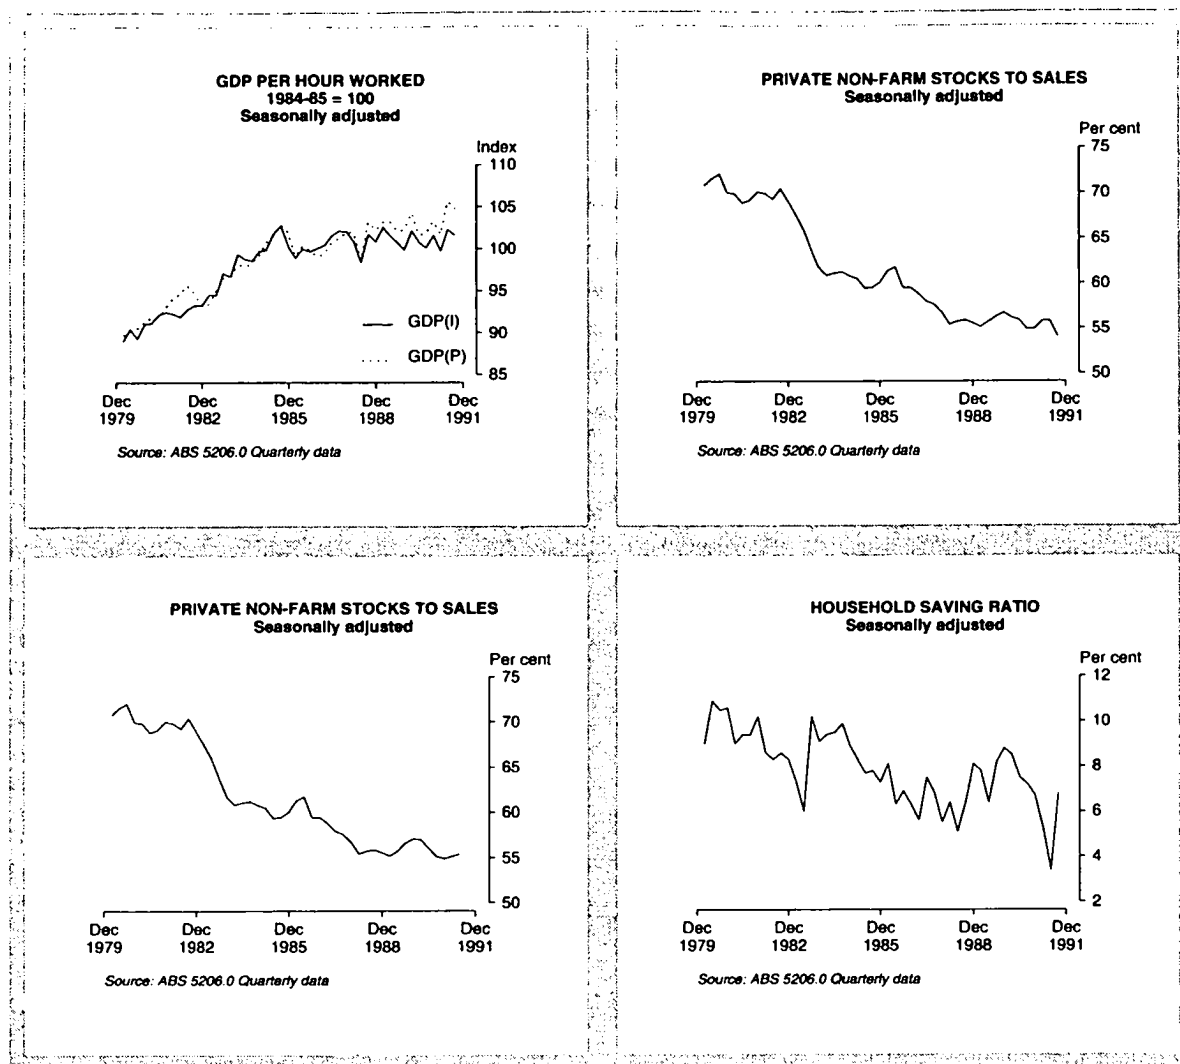 GDP PER HOUR WORKED
1984-85 = 100
Seasonally adjusted
Index
110
105
100
95
90
85
GDP(I)
GDP(P)
Dec Dec Dec Dec Dec
1979 1982 1985 1988 1991
Source: ABS 5206.0 Quarterly data
PRIVATE NON-FARM STOCKS TO SALES
Seasonally adjusted
Per cent
75
70
65
60
55
50
Dec Dec Dec Dec Dec
1979 1982 1985 1988 1991
Source: ABS 5206.0 Quarterly data
PRIVATE NON-FARM STOCKS TO SALES
Seasonally adjusted
Per cent
75
70
65
60
55
50
Dec Dec Dec Dec Dec
1979 1982 1985 1988 1991
Source: ABS 5206.0 Quarterly data
HOUSEHOLD SAVING RATIO
Seasonally adjusted
Per cent
12
10
8
6
4
2
Dec Dec Dec Dec Dec
1979 1982 1985 1988 1991
Source: ABS 5206.0 Quarterly data